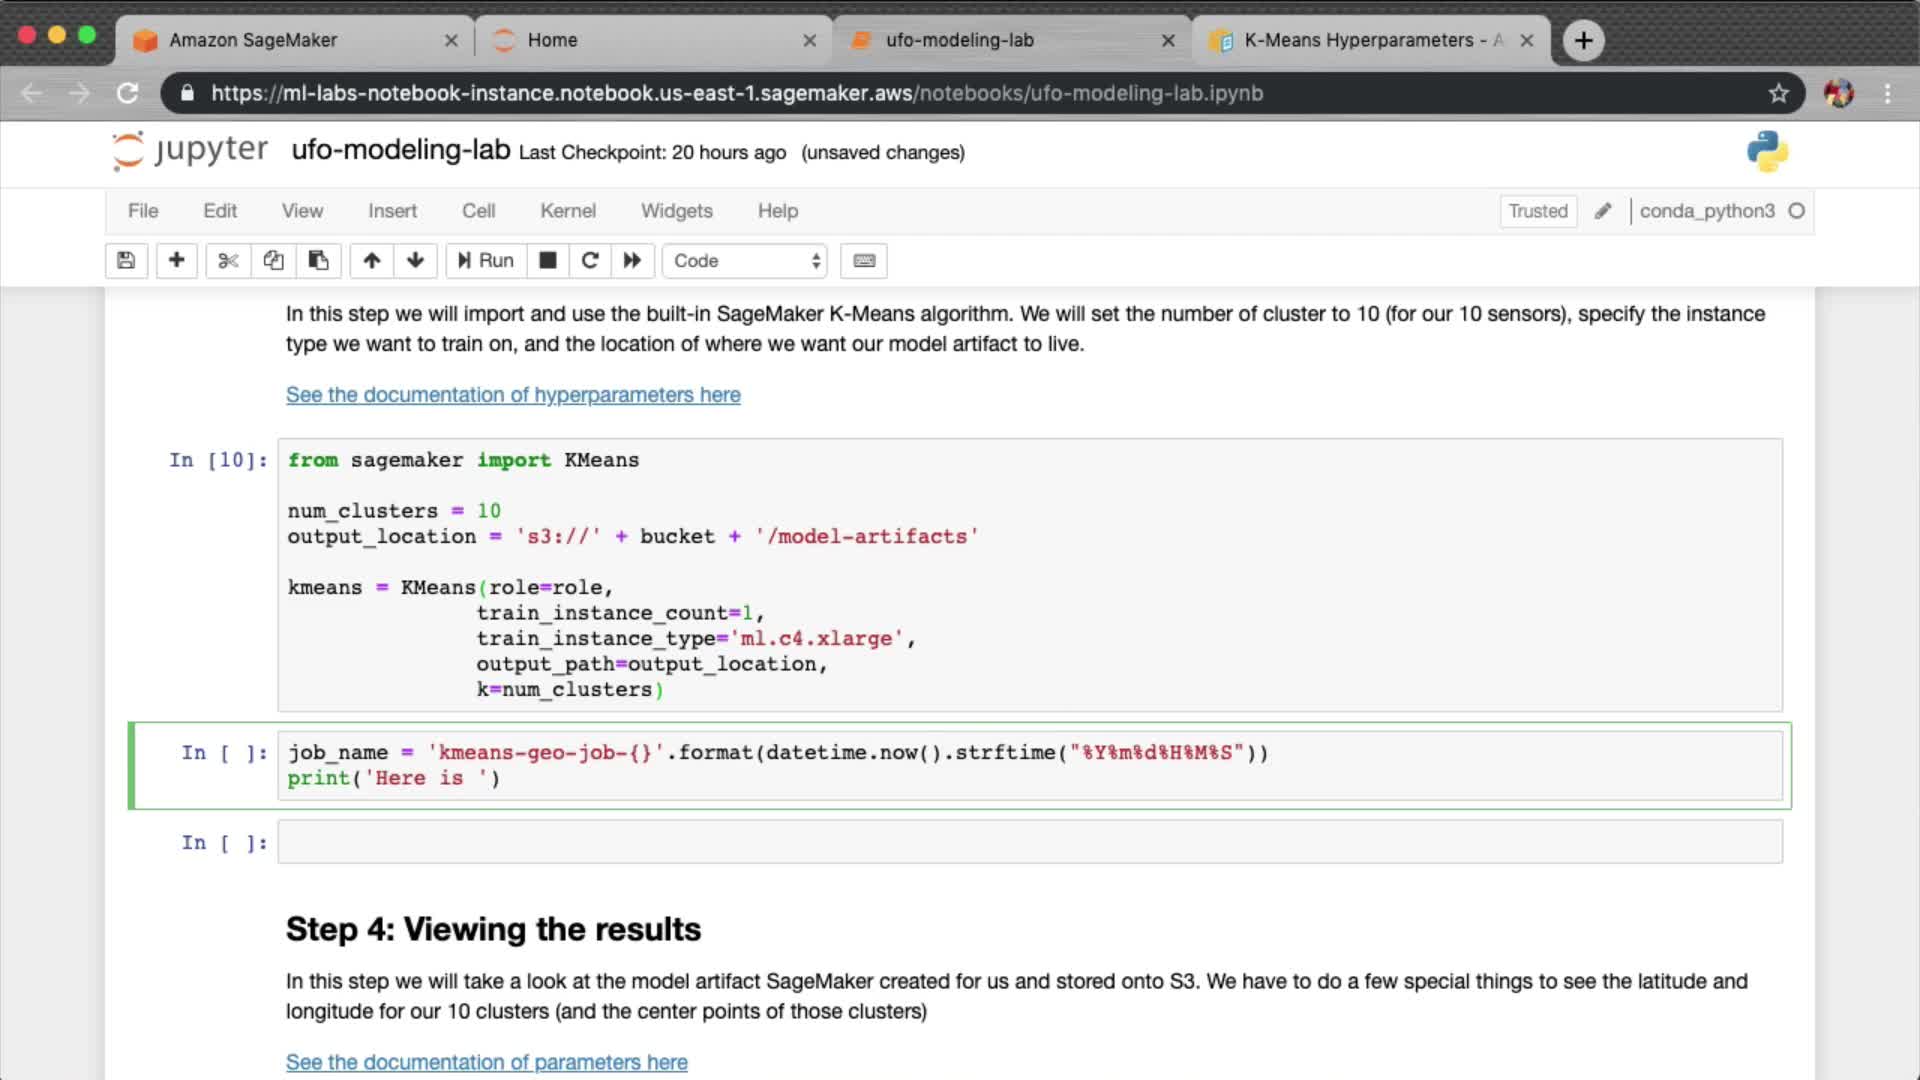 Amazon SageMaker
Home
ufo-modeling-lab
K-Means Hyperparameters - A
https://ml-labs-notebook-instance.notebook.us-east-1.sagemaker.aws/notebooks/ufo-modeling-lab.ipynb
jupyter ufo-modeling-lab Last Checkpoint: 20 hours ago (unsaved changes)
File Edit View Insert Cell Kernel Widgets Help Trusted conda_python3
Run Code
In this step we will import and use the built-in SageMaker K-Means algorithm. We will set the number of cluster to 10 (for our 10 sensors), specify the instance
type we want to train on, and the location of where we want our model artifact to live.
See the documentation of hyperparameters here
In [10]: from sagemaker import KMeans
num_clusters = 10
output_location = 's3://' + bucket + '/model-artifacts'
kmeans = KMeans(role=role,
train_instance_count=1,
train_instance_type='ml.c4.xlarge',
output_path=output_location,
k=num_clusters)
In [ ]: job_name = 'kmeans-geo-job-{}'.format(datetime.now().strftime("%Y%m%d%H%M%S"))
print('Here is ')
In [ ]:
Step 4: Viewing the results
In this step we will take a look at the model artifact SageMaker created for us and stored onto S3. We have to do a few special things to see the latitude and
longitude for our 10 clusters (and the center points of those clusters)
See the documentation of parameters here